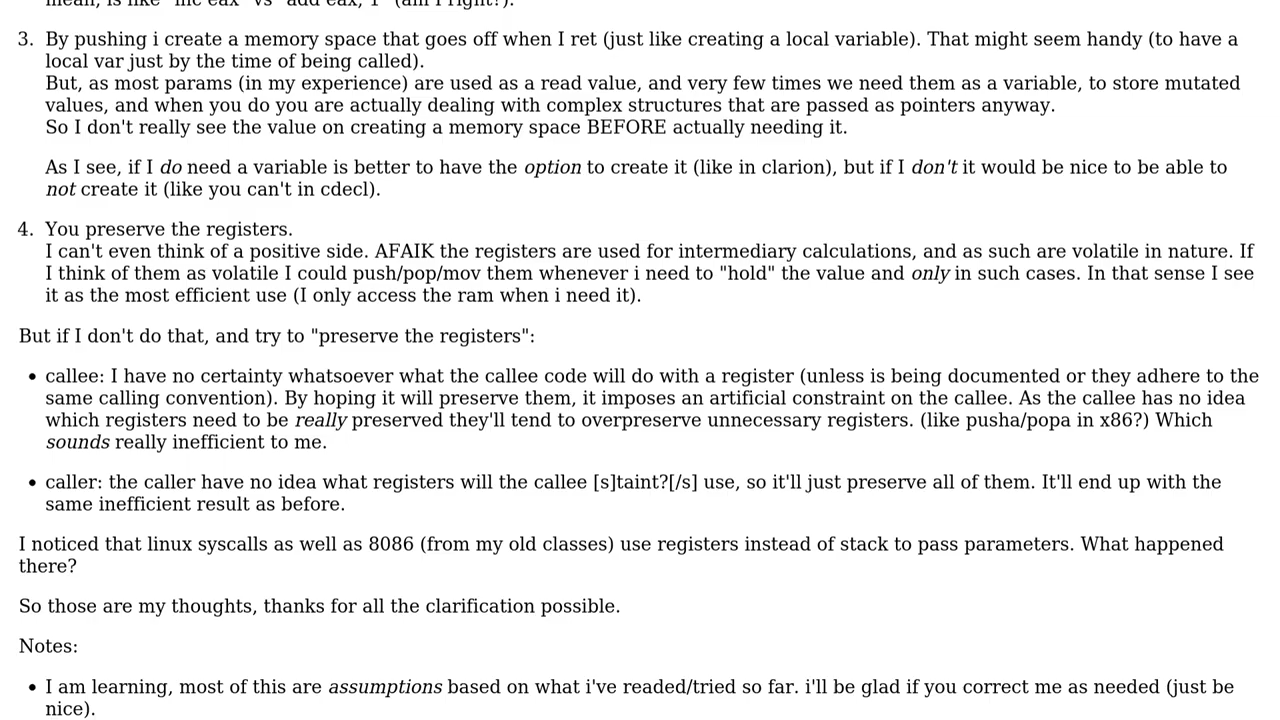 mean, is like "inc eax" vs "add eax, 1" (am I right?).
3. By pushing i create a memory space that goes off when I ret (just like creating a local variable). That might seem handy (to have a
local var just by the time of being called).
But, as most params (in my experience) are used as a read value, and very few times we need them as a variable, to store mutated
values, and when you do you are actually dealing with complex structures that are passed as pointers anyway.
So I don't really see the value on creating a memory space BEFORE actually needing it.
As I see, if I do need a variable is better to have the option to create it (like in clarion), but if I don't it would be nice to be able to
not create it (like you can't in cdecl).
4. You preserve the registers.
I can't even think of a positive side. AFAIK the registers are used for intermediary calculations, and as such are volatile in nature. If
I think of them as volatile I could push/pop/mov them whenever i need to "hold" the value and only in such cases. In that sense I see
it as the most efficient use (I only access the ram when i need it).
But if I don't do that, and try to "preserve the registers":
• callee: I have no certainty whatsoever what the callee code will do with a register (unless is being documented or they adhere to the
same calling convention). By hoping it will preserve them, it imposes an artificial constraint on the callee. As the callee has no idea
which registers need to be really preserved they'll tend to overpreserve unnecessary registers. (like pusha/popa in x86?) Which
sounds really inefficient to me.
• caller: the caller have no idea what registers will the callee [s]taint?[/s] use, so it'll just preserve all of them. It'll end up with the
same inefficient result as before.
I noticed that linux syscalls as well as 8086 (from my old classes) use registers instead of stack to pass parameters. What happened
there?
So those are my thoughts, thanks for all the clarification possible.
Notes:
• I am learning, most of this are assumptions based on what i've readed/tried so far. i'll be glad if you correct me as needed (just be
nice).